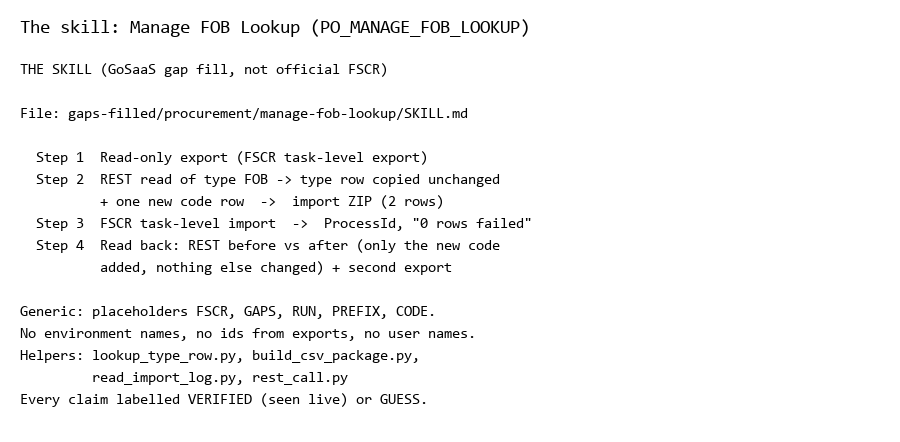 The skill: Manage FOB Lookup (PO_MANAGE_FOB_LOOKUP)
THE SKILL (GoSaaS gap fill, not official FSCR)
File: gaps-filled/procurement/manage-fob-lookup/SKILL.md
Step 1  Read-only export (FSCR task-level export)
Step 2  REST read of type FOB -> type row copied unchanged
+ one new code row  ->  import ZIP (2 rows)
Step 3  FSCR task-level import  ->  ProcessId, "0 rows failed"
Step 4  Read back: REST before vs after (only the new code
added, nothing else changed) + second export
Generic: placeholders FSCR, GAPS, RUN, PREFIX, CODE.
No environment names, no ids from exports, no user names.
Helpers: lookup_type_row.py, build_csv_package.py,
read_import_log.py, rest_call.py
Every claim labelled VERIFIED (seen live) or GUESS.